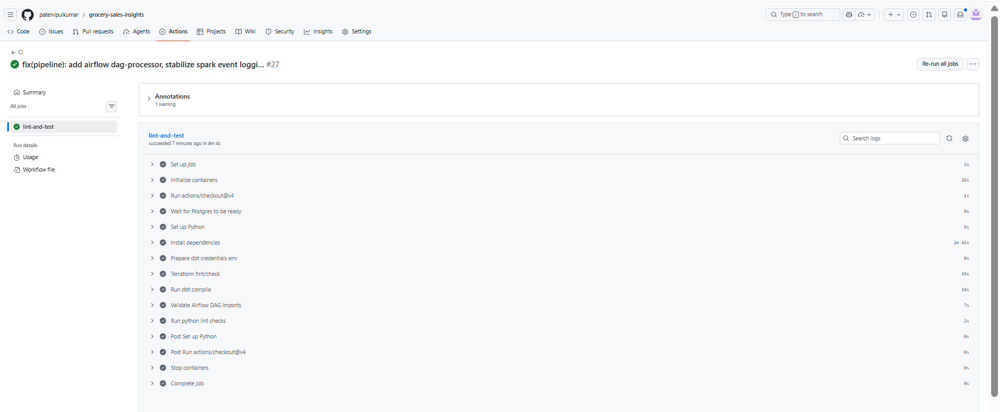 patelvipulkumar / grocery-sales-insights
Type / to search
Code Issues Pull requests Agents Actions Projects Wiki Security Insights Settings
CI
fix(pipeline): add airflow dag-processor, stabilize spark event loggi... #27
Re-run all jobs
Summary
All jobs
lint-and-test
Run details
Usage
Workflow file
Annotations
1 warning
lint-and-test
succeeded 7 minutes ago in 4m 4s
Search logs
Set up job 2s
Initialize containers 26s
Run actions/checkout@v4 1s
Wait for Postgres to be ready 0s
Set up Python 9s
Install dependencies 2m 41s
Prepare dbt credentials env 0s
Terraform fmt/check 19s
Run dbt compile 14s
Validate Airflow DAG imports 7s
Run python lint checks 2s
Post Set up Python 0s
Post Run actions/checkout@v4 0s
Stop containers 0s
Complete job 0s